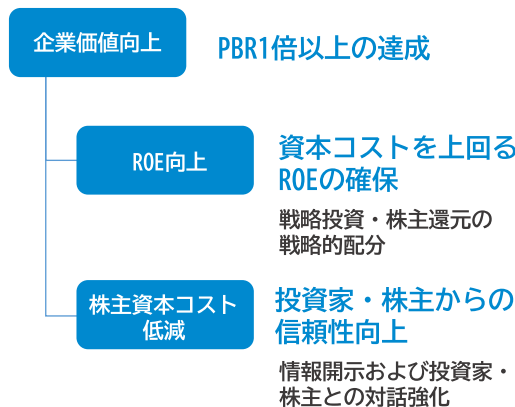 企業価値向上
PBR1倍以上の達成
ROE向上
資本コストを上回る
ROEの確保
戦略投資・株主還元の
戦略的配分
株主資本コスト
低減
投資家・株主からの
信頼性向上
情報開示および投資家・
株主との対話強化